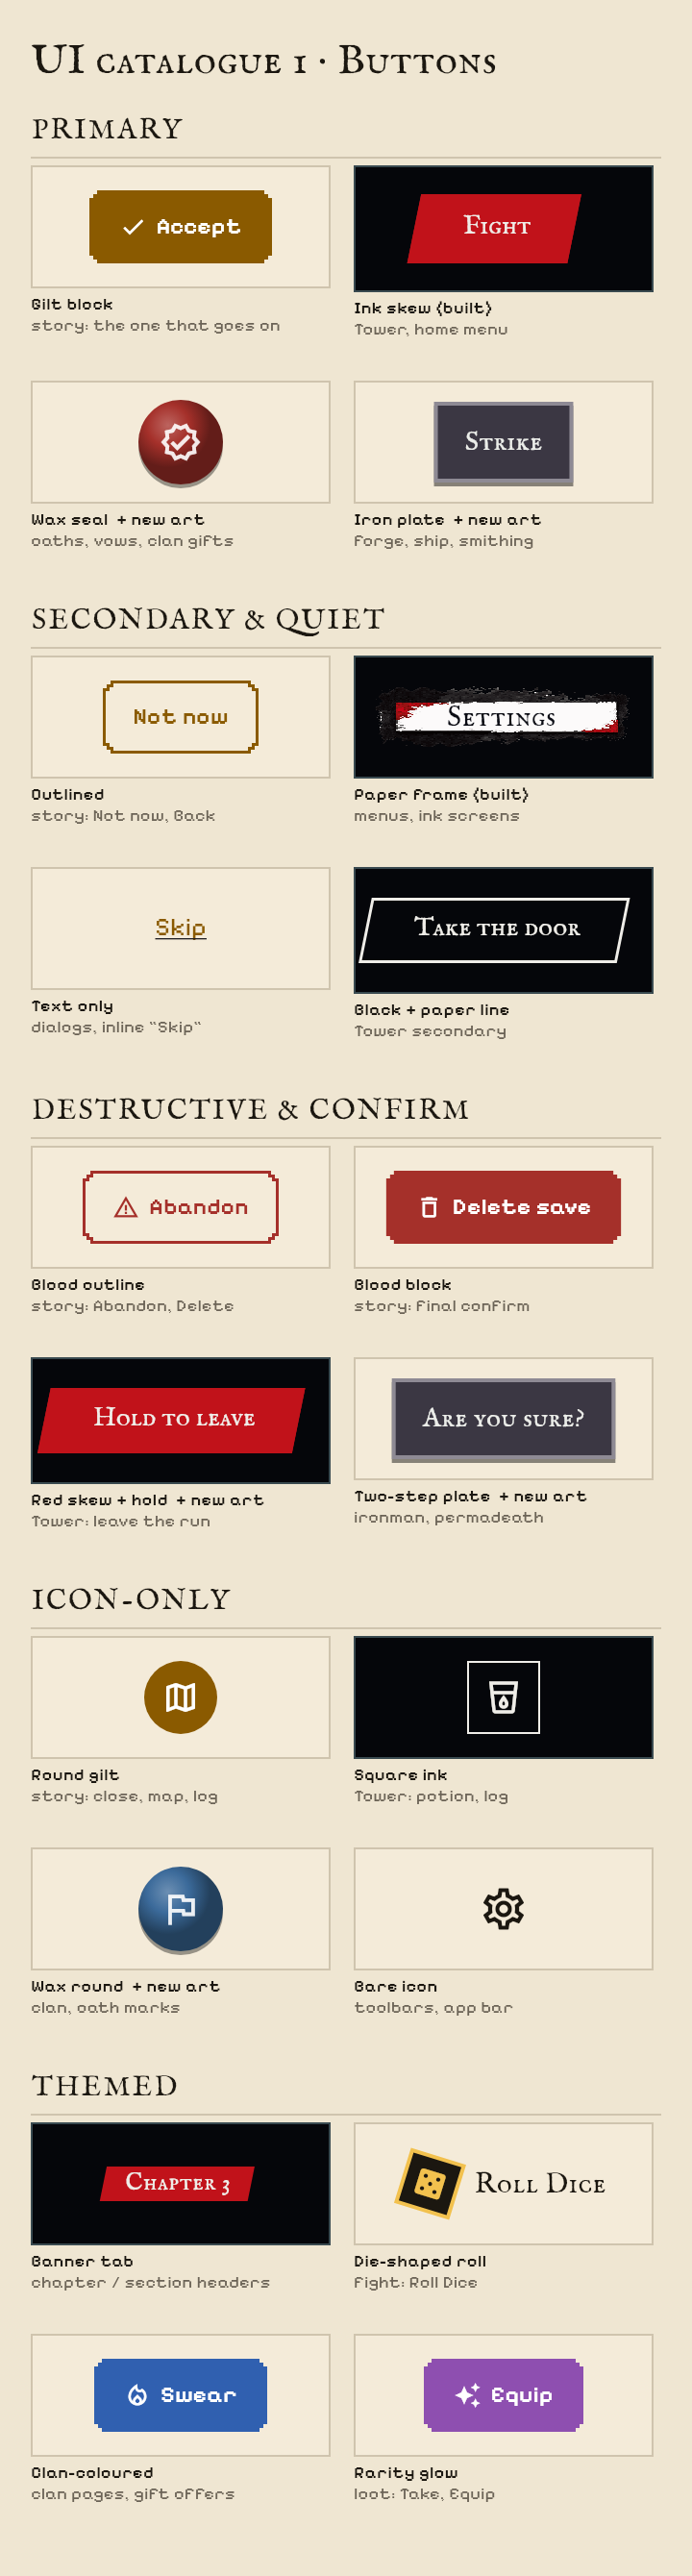 UI catalogue 1 · Buttons
PRIMARY
Accept
Fight
Gilt block
story: the one that goes on
Ink skew (built)
Tower, home menu
Strike
Wax seal + new art
oaths, vows, clan gifts
Iron plate + new art
forge, ship, smithing
SECONDARY & QUIET
Not now
Settings
Outlined
story: Not now, Back
Paper frame (built)
menus, ink screens
Skip
Take the door
Text only
dialogs, inline "Skip"
Black + paper line
Tower secondary
DESTRUCTIVE & CONFIRM
Abandon
Delete save
Blood outline
story: Abandon, Delete
Blood block
story: final confirm
Hold to leave
Are you sure?
Red skew + hold + new art
Tower: leave the run
Two-step plate + new art
ironman, permadeath
ICON-ONLY
Round gilt
story: close, map, log
Square ink
Tower: potion, log
Wax round + new art
clan, oath marks
Bare icon
toolbars, app bar
THEMED
Chapter 3
Roll Dice
Banner tab
chapter / section headers
Die-shaped roll
Fight: Roll Dice
Swear
Equip
Clan-coloured
clan pages, gift offers
Rarity glow
loot: Take, Equip